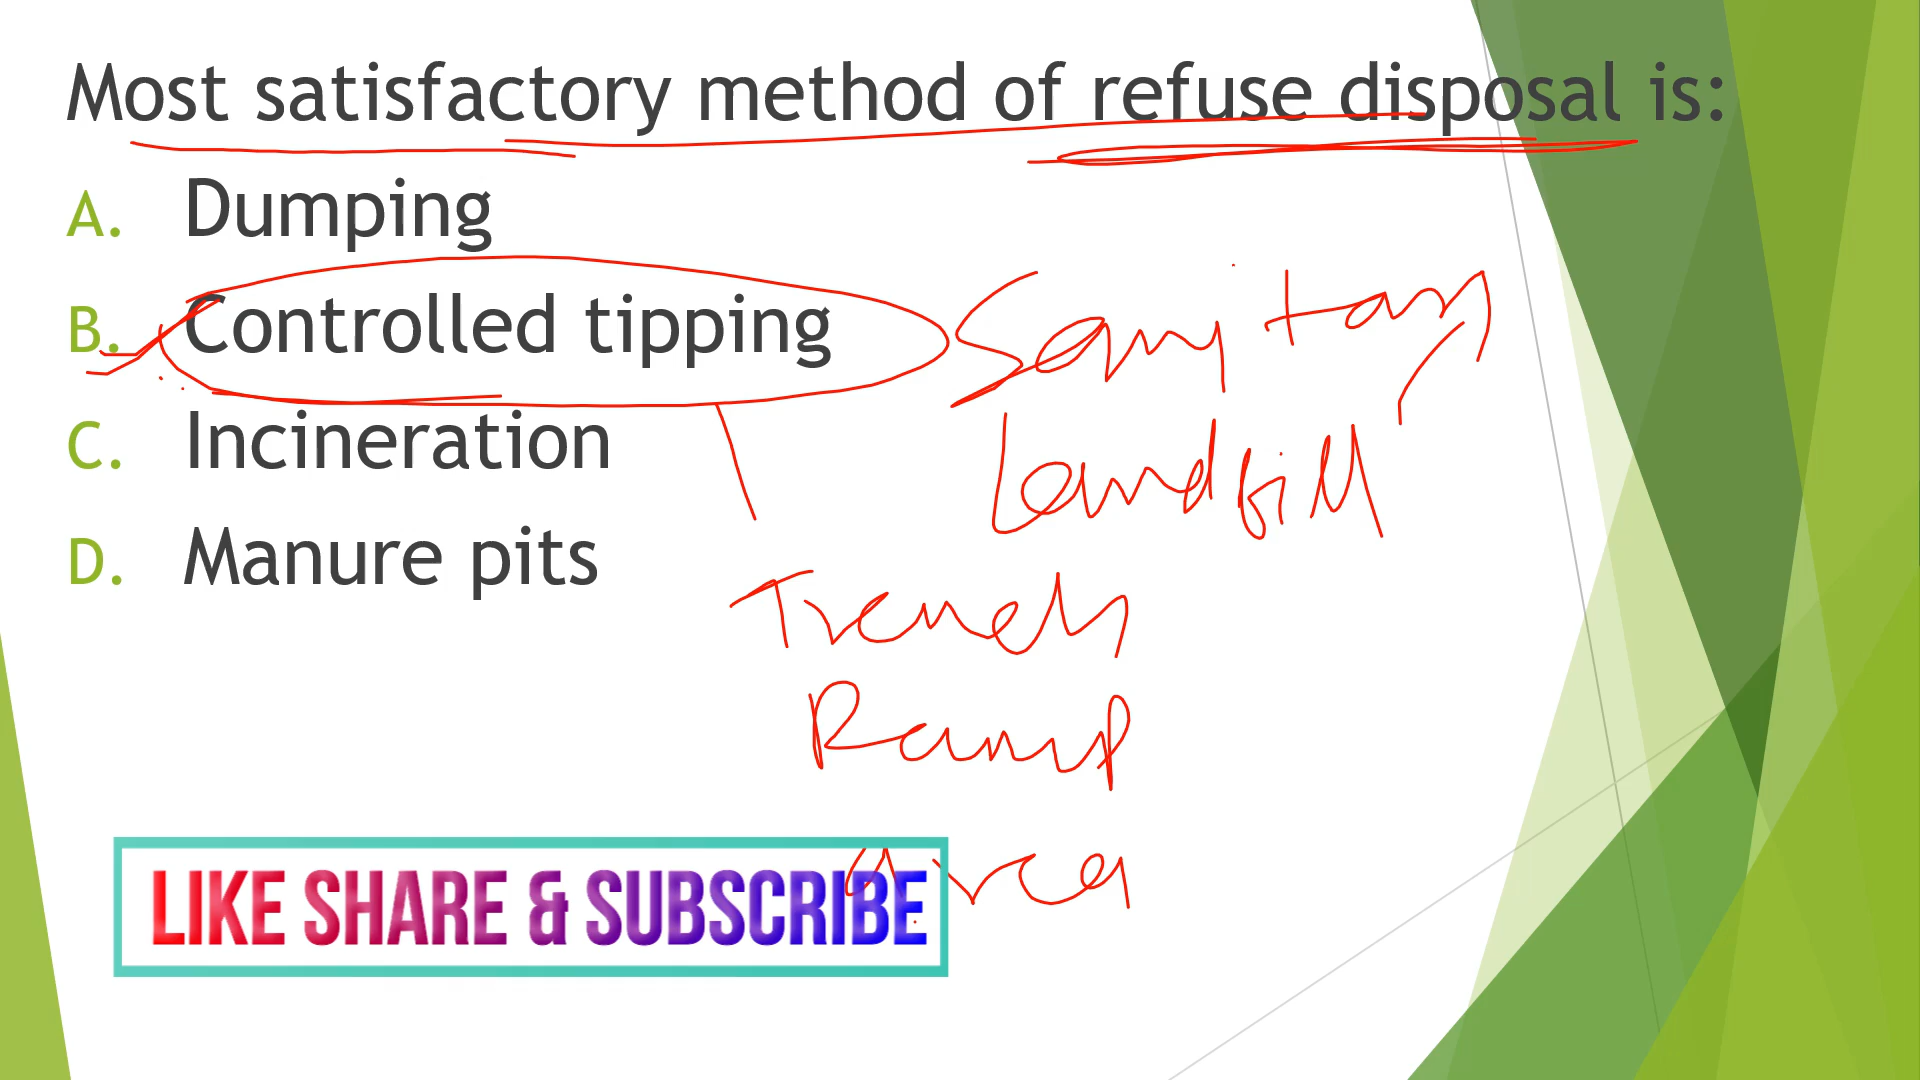 Most satisfactory method of refuse disposal is:
A. Dumping
B. Controlled tipping
Sanitary
C. Incineration
Landfill
D. Manure pits
Trench
Ramp
Area
LIKE SHARE & SUBSCRIBE